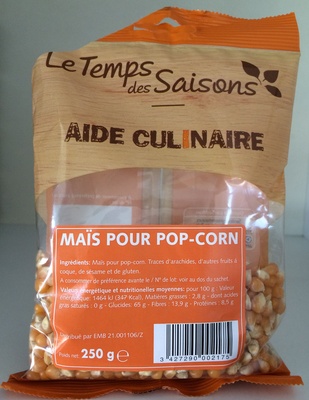 Le Temps
des Saisons
AIDE CULINAIRE
MAÏS POUR POP-CORN
Ingrédients: Maïs pour pop-corn. Traces d'arachides, d'autres fruits à
coque, de sésame et de gluten.
A consommer de préférence avant le / N° de lot: voir au dos du sachet.
Valeur énergétique et nutritionnelles moyennes: pour 100 g : Valeur
énergétique: 1464 kJ (347 Kcal), Matières grasses : 2,8 g - dont acides
gras saturés : 0 g - Glucides: 65 g - Fibres : 13,9 g - Protéines : 8,5 g
par EMB 21.001106/Z
Poids net: 250 g e
3 427290 002175